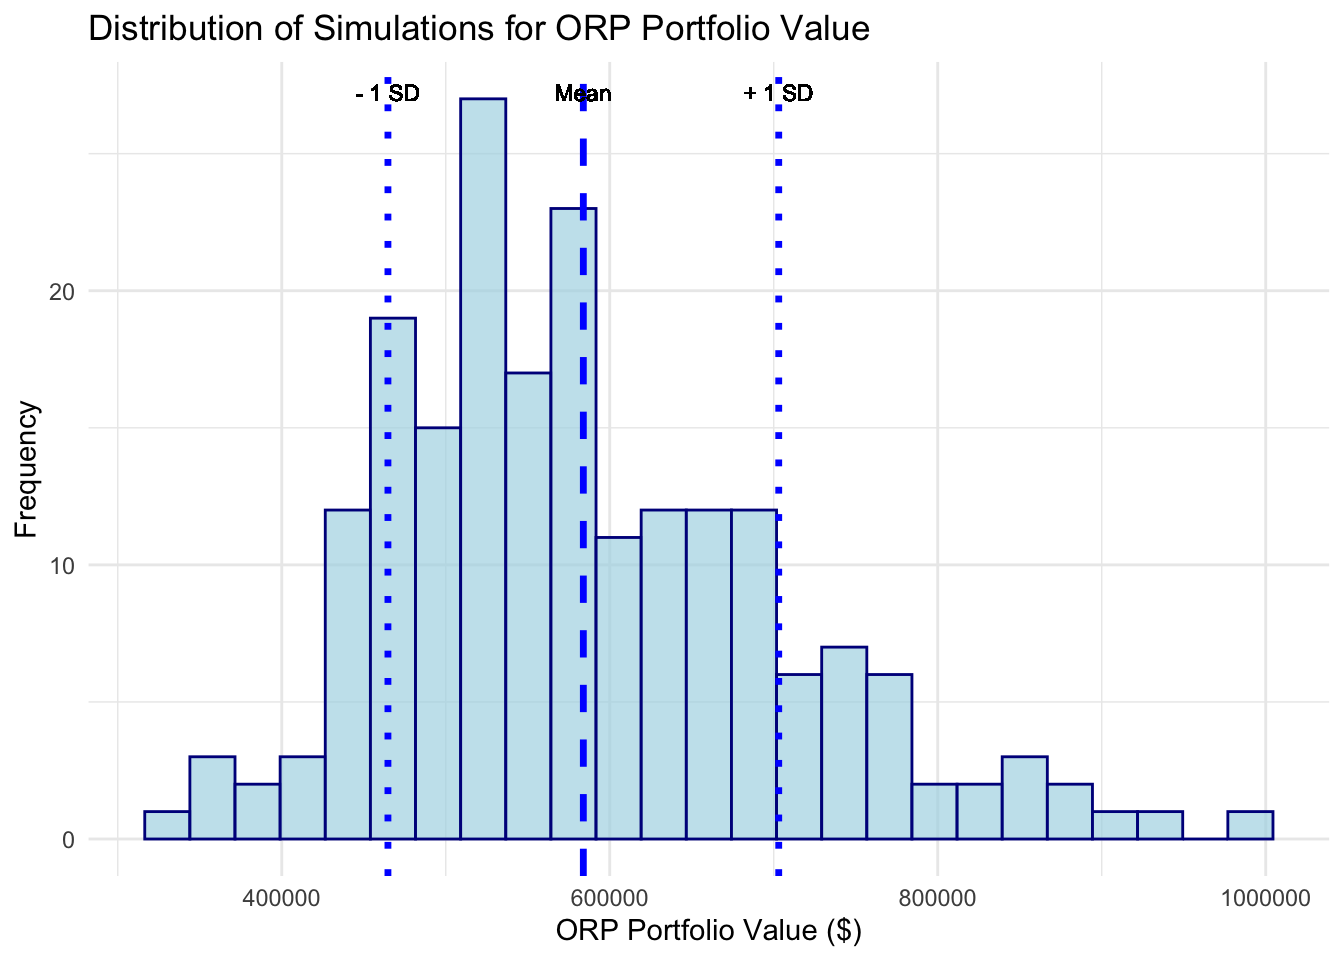 Distribution of Simulations for ORP Portfolio Value
- 1 SD Mean + 1 SD
20
10
0
Frequency
400000 600000 800000 1000000
ORP Portfolio Value ($)